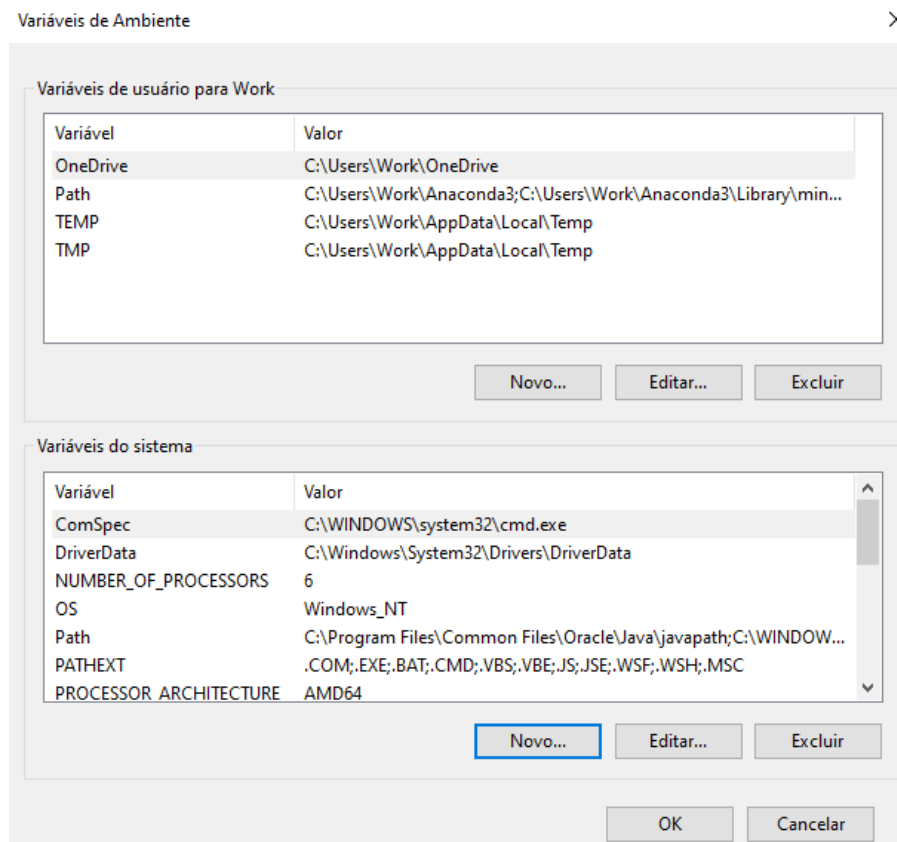 Variáveis de Ambiente
Variáveis de usuário para Work
Variável Valor
OneDrive C:\Users\Work\OneDrive
Path C:\Users\Work\Anaconda3;C:\Users\Work\Anaconda3\Library\min...
TEMP C:\Users\Work\AppData\Local\Temp
TMP C:\Users\Work\AppData\Local\Temp
Novo... Editar... Excluir
Variáveis do sistema
Variável Valor
ComSpec C:\WINDOWS\system32\cmd.exe
DriverData C:\Windows\System32\Drivers\DriverData
NUMBER_OF_PROCESSORS 6
OS Windows_NT
Path C:\Program Files\Common Files\Oracle\Java\javapath;C:\WINDOW...
PATHEXT .COM;.EXE;.BAT;.CMD;.VBS;.VBE;.JS;.JSE;.WSF;.WSH;.MSC
PROCESSOR_ARCHITECTURE AMD64
Novo... Editar... Excluir
OK Cancelar